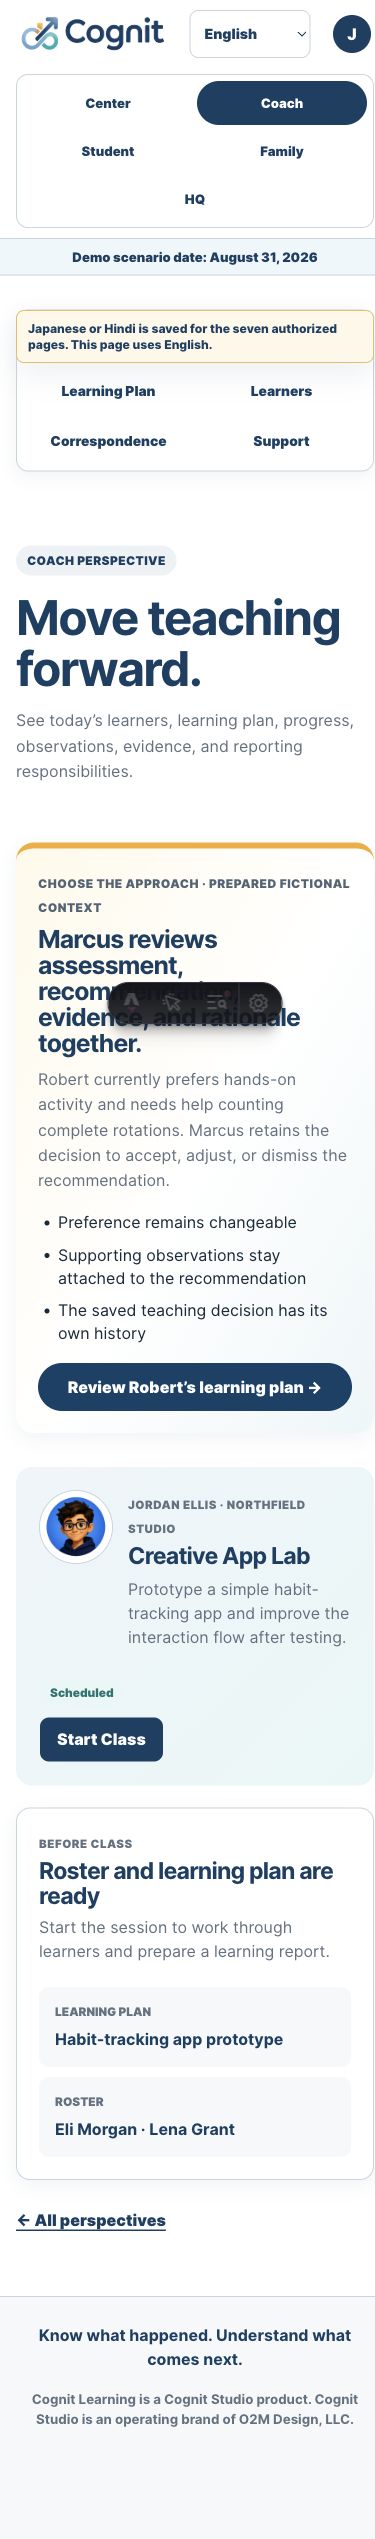 Cognit
English
J
Center
Coach
Student
Family
HQ
Demo scenario date: August 31, 2026
Japanese or Hindi is saved for the seven authorized
pages. This page uses English.
Learning Plan
Learners
Correspondence
Support
COACH PERSPECTIVE
Move teaching
forward.
See today’s learners, learning plan, progress,
observations, evidence, and reporting
responsibilities.
CHOOSE THE APPROACH · PREPARED FICTIONAL
CONTEXT
Marcus reviews
assessment,
evidence, and rationale
together.
Robert currently prefers hands-on
activity and needs help counting
complete rotations. Marcus retains the
decision to accept, adjust, or dismiss the
recommendation.
• Preference remains changeable
• Supporting observations stay
attached to the recommendation
• The saved teaching decision has its
own history
Review Robert’s learning plan →
JORDAN ELLIS · NORTHFIELD
STUDIO
Creative App Lab
Prototype a simple habit-
tracking app and improve the
interaction flow after testing.
Scheduled
Start Class
BEFORE CLASS
Roster and learning plan are
ready
Start the session to work through
learners and prepare a learning report.
LEARNING PLAN
Habit-tracking app prototype
ROSTER
Eli Morgan · Lena Grant
← All perspectives
Know what happened. Understand what
comes next.
Cognit Learning is a Cognit Studio product. Cognit
Studio is an operating brand of O2M Design, LLC.